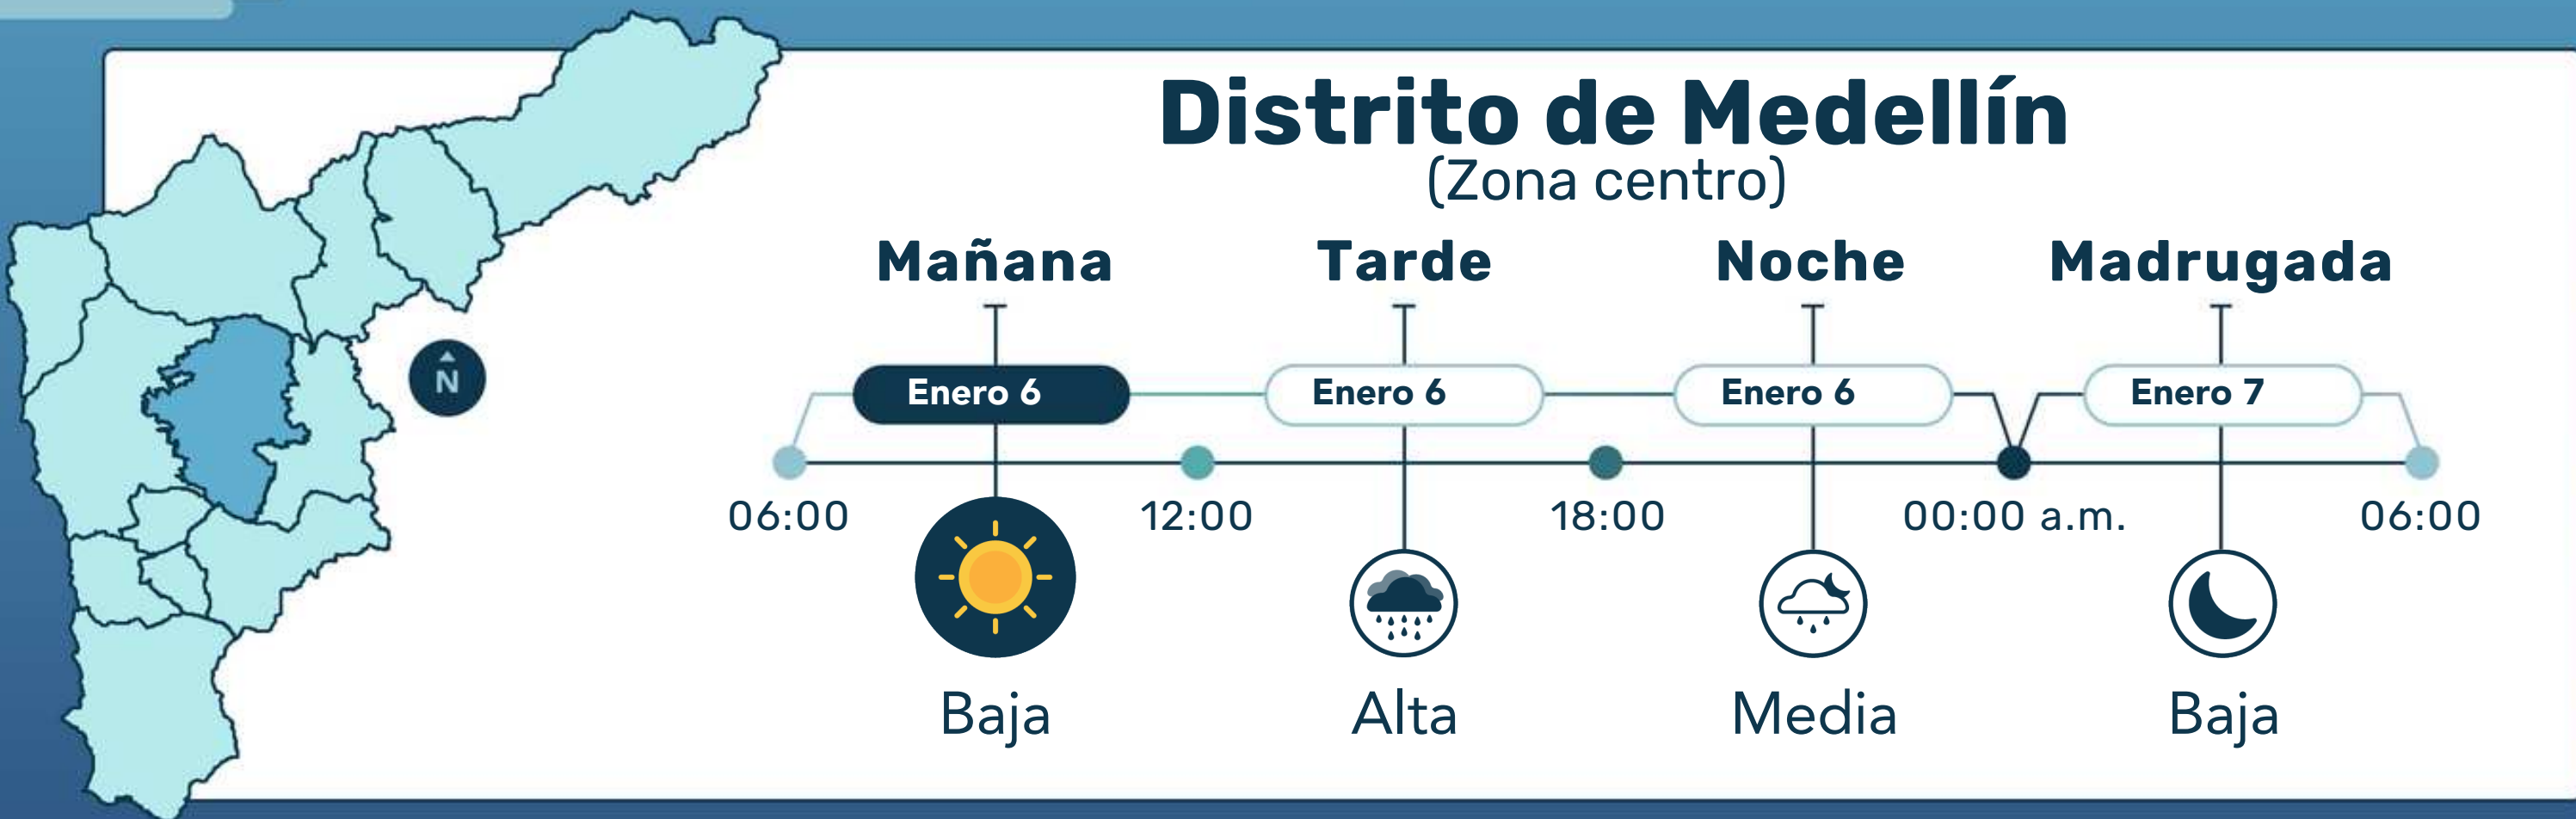 Distrito de Medellín
(Zona centro)
Mañana Tarde Noche Madrugada
Enero 6 Enero 6 Enero 6 Enero 7
N
06:00 12:00 18:00 00:00 a.m. 06:00
Baja Alta Media Baja